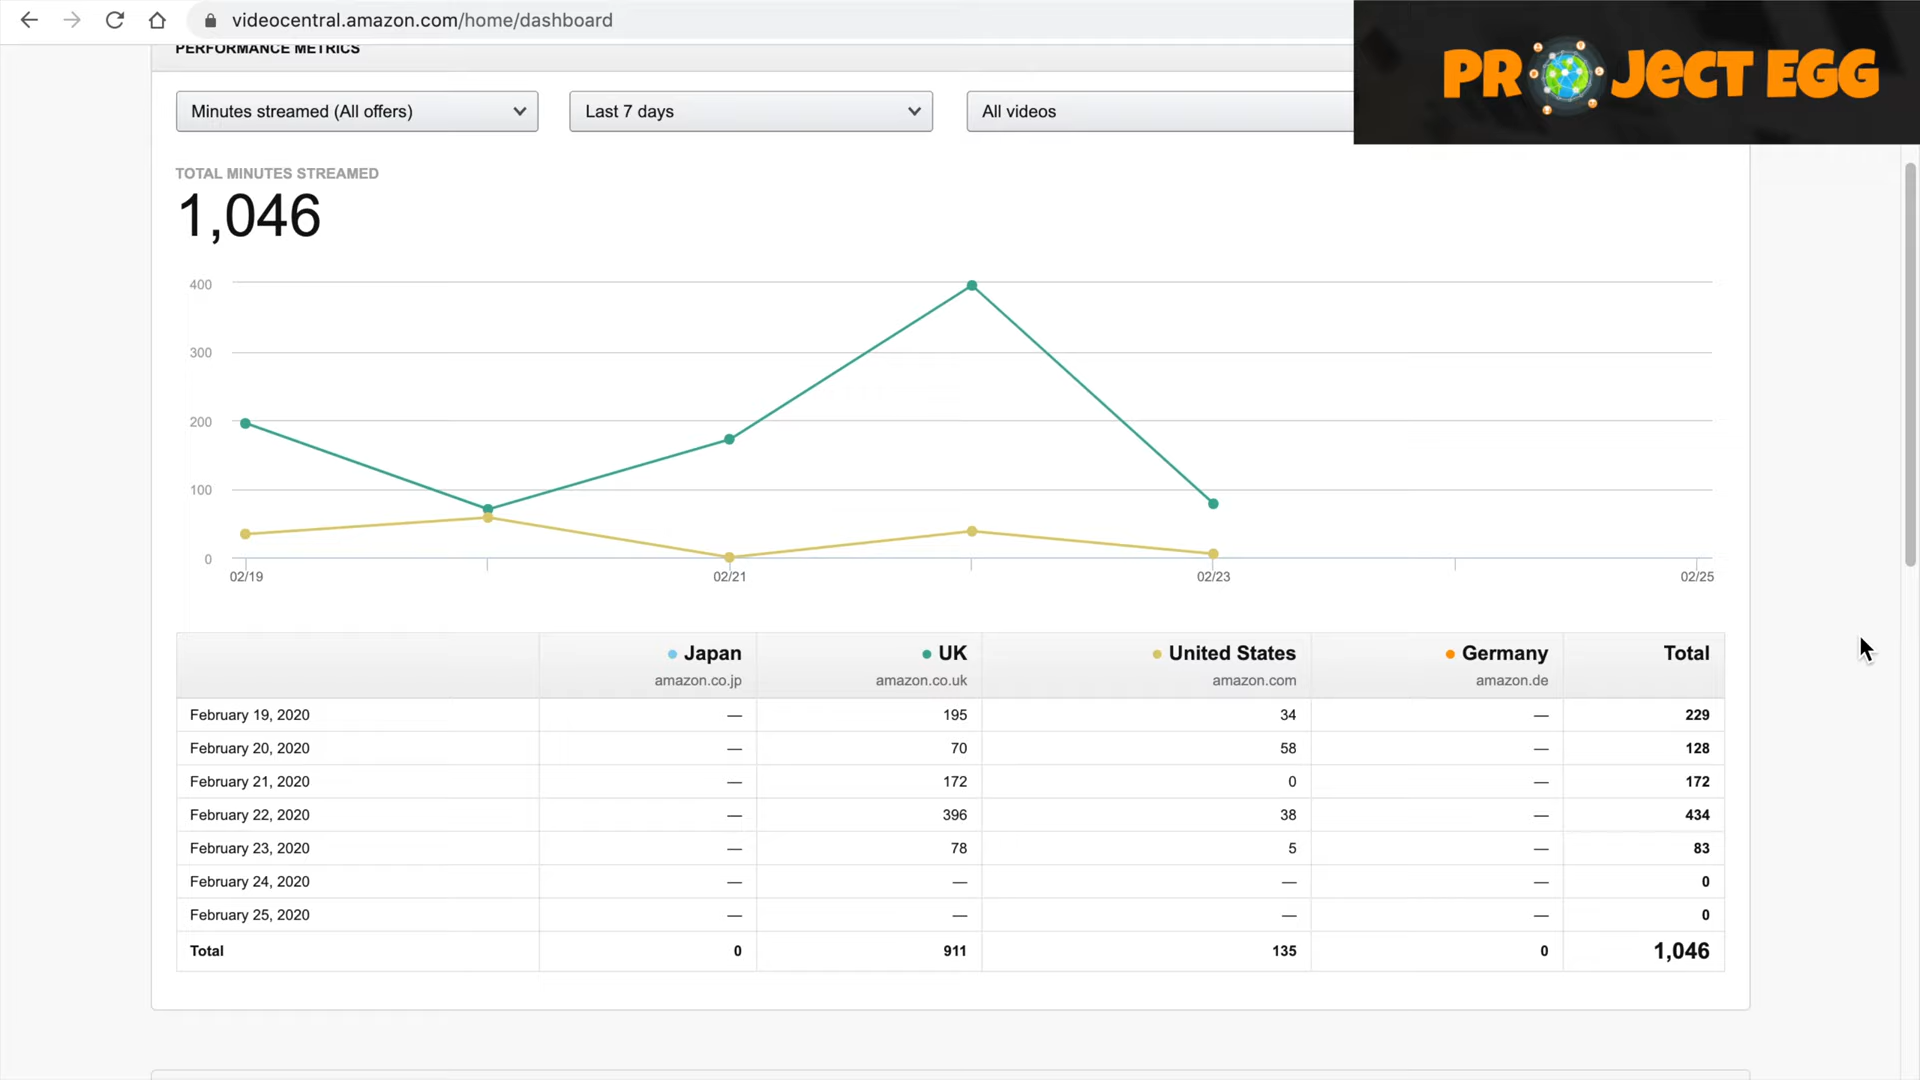 videocentral.amazon.com/home/dashboard
PROJECT EGG
PERFORMANCE METRICS
Minutes streamed (All offers) Last 7 days All videos
TOTAL MINUTES STREAMED
1,046
400
300
200
100
0
02/19 02/21 02/23 02/25
Japan UK United States Germany Total
amazon.co.jp amazon.co.uk amazon.com amazon.de
February 19, 2020 — 195 34 — 229
February 20, 2020 — 70 58 — 128
February 21, 2020 — 172 0 — 172
February 22, 2020 — 396 38 — 434
February 23, 2020 — 78 5 — 83
February 24, 2020 — — — — 0
February 25, 2020 — — — — 0
Total 0 911 135 0 1,046